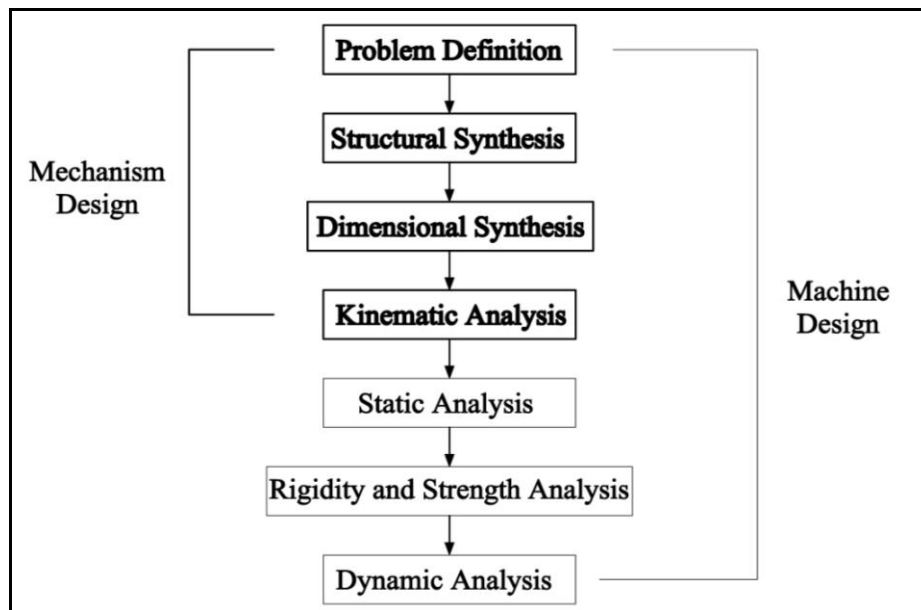 Problem Definition
Structural Synthesis
Mechanism
Design
Dimensional Synthesis
Kinematic Analysis
Machine
Design
Static Analysis
Rigidity and Strength Analysis
Dynamic Analysis